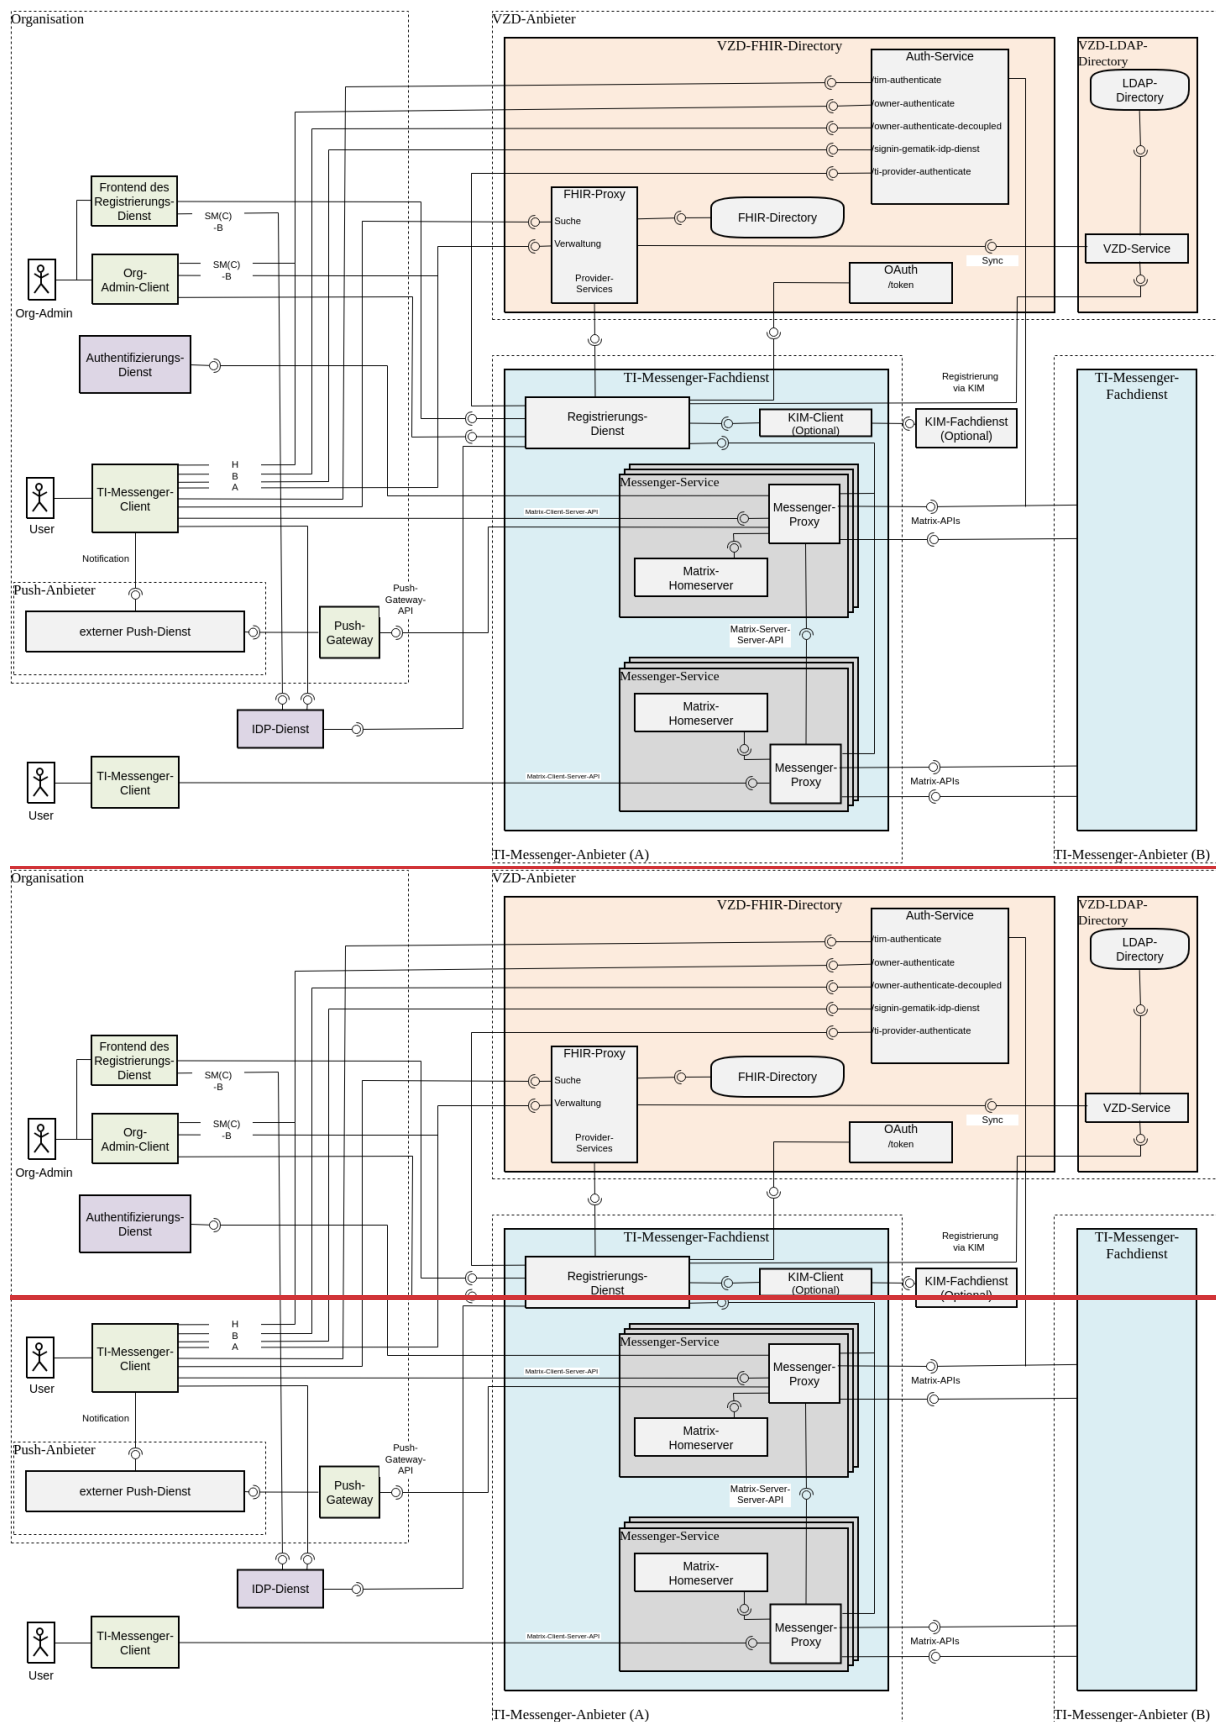 Organisation
VZD-Anbieter
VZD-FHIR-Directory
VZD-LDAP-
Directory
Auth-Service
/tim-authenticate
/owner-authenticate
/owner-authenticate-decoupled
/signin-gematik-idp-dienst
/ti-provider-authenticate
LDAP-
Directory
Frontend des
Registrierungs-
Dienst
SM(C)
-B
FHIR-Proxy
Suche
Verwaltung
Provider-
Services
FHIR-Directory
VZD-Service
Sync
OAuth
/token
Org-
Admin-Client
SM(C)
-B
Org-Admin
Authentifizierungs-
Dienst
TI-Messenger-Fachdienst
Registrierung
via KIM
TI-Messenger-
Fachdienst
Registrierungs-
Dienst
KIM-Client
(Optional)
KIM-Fachdienst
(Optional)
TI-Messenger-
Client
H
B
A
User
Messenger-Service
Messenger-
Proxy
Matrix-Client-Server-API
Matrix-APIs
Notification
Matrix-
Homeserver
Push-Anbieter
externer Push-Dienst
Push-
Gateway-
API
Push-
Gateway
Matrix-Server-
Server-API
Messenger-Service
Matrix-
Homeserver
IDP-Dienst
TI-Messenger-
Client
User
Matrix-Client-Server-API
Messenger-
Proxy
Matrix-APIs
TI-Messenger-Anbieter (A)
TI-Messenger-Anbieter (B)
Organisation
VZD-Anbieter
VZD-FHIR-Directory
VZD-LDAP-
Directory
Auth-Service
/tim-authenticate
/owner-authenticate
/owner-authenticate-decoupled
/signin-gematik-idp-dienst
/ti-provider-authenticate
LDAP-
Directory
Frontend des
Registrierungs-
Dienst
SM(C)
-B
FHIR-Proxy
Suche
Verwaltung
Provider-
Services
FHIR-Directory
VZD-Service
Sync
OAuth
/token
Org-
Admin-Client
SM(C)
-B
Org-Admin
Authentifizierungs-
Dienst
TI-Messenger-Fachdienst
Registrierung
via KIM
TI-Messenger-
Fachdienst
Registrierungs-
Dienst
KIM-Client
(Optional)
KIM-Fachdienst
(Optional)
TI-Messenger-
Client
H
B
A
User
Messenger-Service
Messenger-
Proxy
Matrix-Client-Server-API
Matrix-APIs
Notification
Matrix-
Homeserver
Push-Anbieter
externer Push-Dienst
Push-
Gateway-
API
Push-
Gateway
Matrix-Server-
Server-API
Messenger-Service
Matrix-
Homeserver
IDP-Dienst
TI-Messenger-
Client
User
Matrix-Client-Server-API
Messenger-
Proxy
Matrix-APIs
TI-Messenger-Anbieter (A)
TI-Messenger-Anbieter (B)